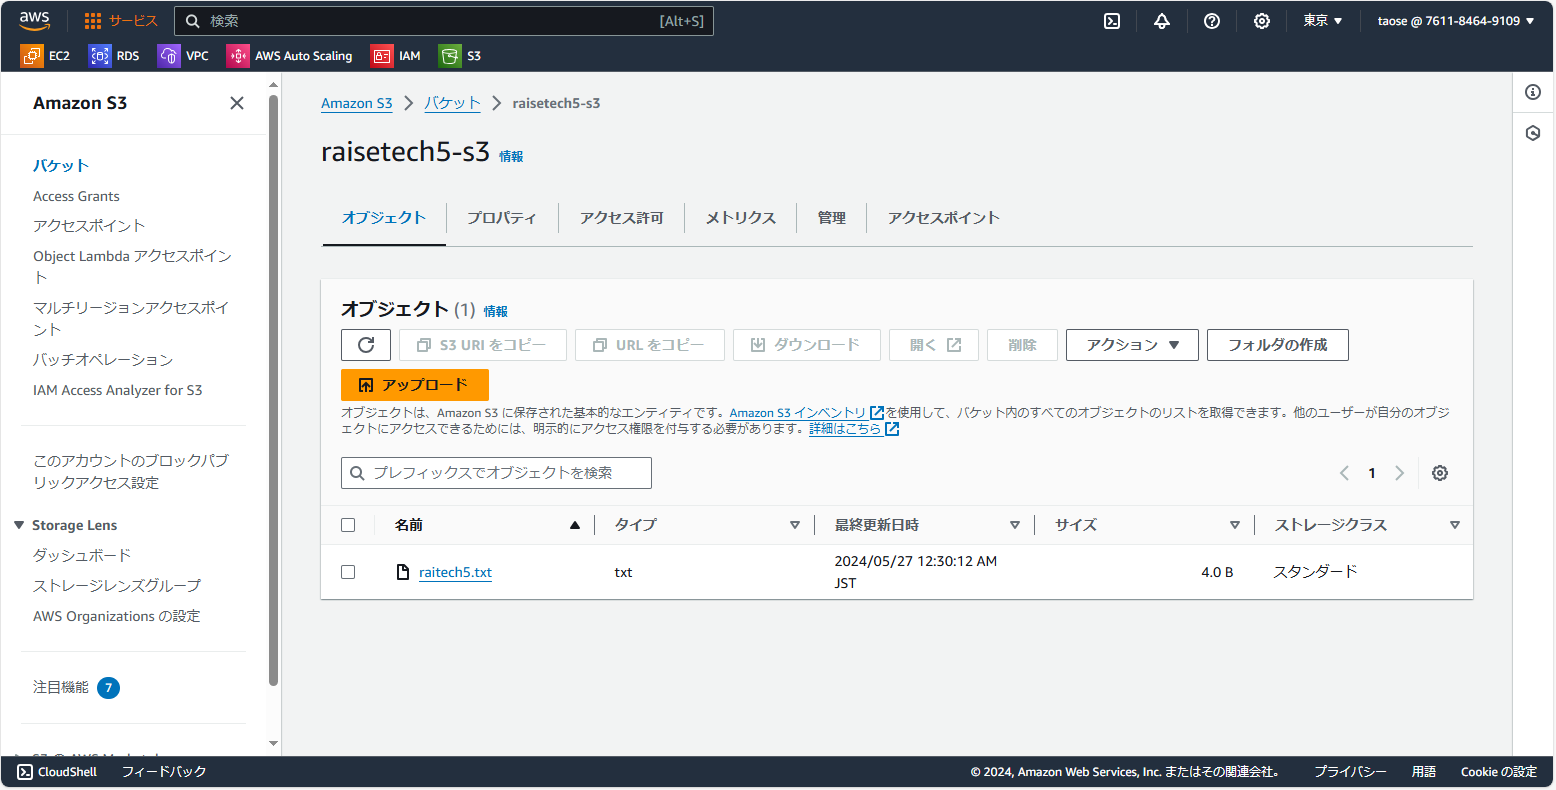 aws
サービス
検索
[Alt+S]
東京 ▼
taose @ 7611-8464-9109 ▼
EC2
RDS
VPC
AWS Auto Scaling
IAM
S3
Amazon S3
バケット
Access Grants
アクセスポイント
Object Lambda アクセスポイン
ト
マルチリージョンアクセスポイ
ント
バッチオペレーション
IAM Access Analyzer for S3
このアカウントのブロックパブ
リックアクセス設定
▼ Storage Lens
ダッシュボード
ストレージレンズグループ
AWS Organizations の設定
注目機能 7
Amazon S3 > バケット > raisetech5-s3
raisetech5-s3 情報
オブジェクト
プロパティ
アクセス許可
メトリクス
管理
アクセスポイント
オブジェクト (1) 情報
S3 URI をコピー
URL をコピー
ダウンロード
開く
削除
アクション ▼
フォルダの作成
アップロード
オブジェクトは、Amazon S3 に保存された基本的なエンティティです。Amazon S3 インベントリ を使用して、バケット内のすべてのオブジェクトのリストを取得できます。他のユーザーが自分のオブジ
ェクトにアクセスできるためには、明示的にアクセス権限を付与する必要があります。詳細はこちら
プレフィックスでオブジェクトを検索
< 1 >
名前
タイプ
最終更新日時
サイズ
ストレージクラス
raitech5.txt
txt
2024/05/27 12:30:12 AM
JST
4.0 B
スタンダード
CloudShell
フィードバック
© 2024, Amazon Web Services, Inc. またはその関連会社。
プライバシー
用語
Cookie の設定